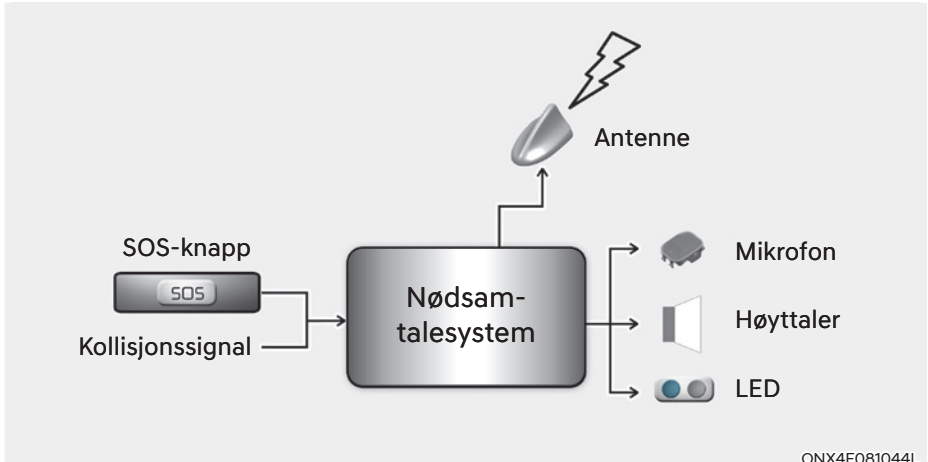 Antenne
SOS-knapp
SOS
Kollisjonssignal
Nødsam-
talesystem
Mikrofon
Høyttaler
LED